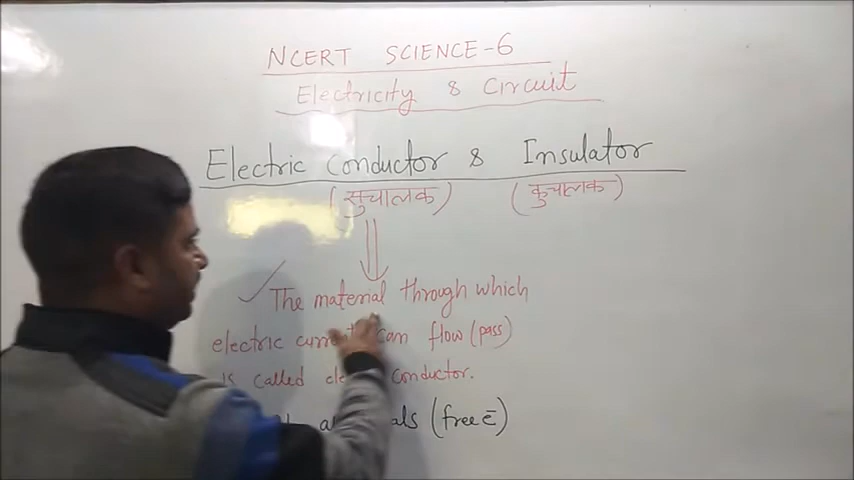 NCERT SCIENCE-6
Electricity & Circuit
Electric Conductor & Insulator
(सुचालक) (कुचालक)
The material through which
electric can flow (pass)
is called conductor.
(free e̅)